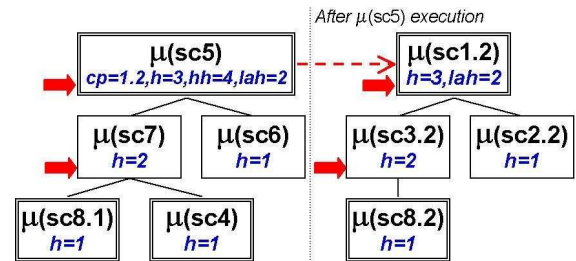 After μ(sc5) execution
μ(sc5)
cp=1.2,h=3,hh=4,lah=2
μ(sc1.2)
h=3,lah=2
μ(sc7)
h=2
μ(sc6)
h=1
μ(sc3.2)
h=2
μ(sc2.2)
h=1
μ(sc8.1)
h=1
μ(sc4)
h=1
μ(sc8.2)
h=1